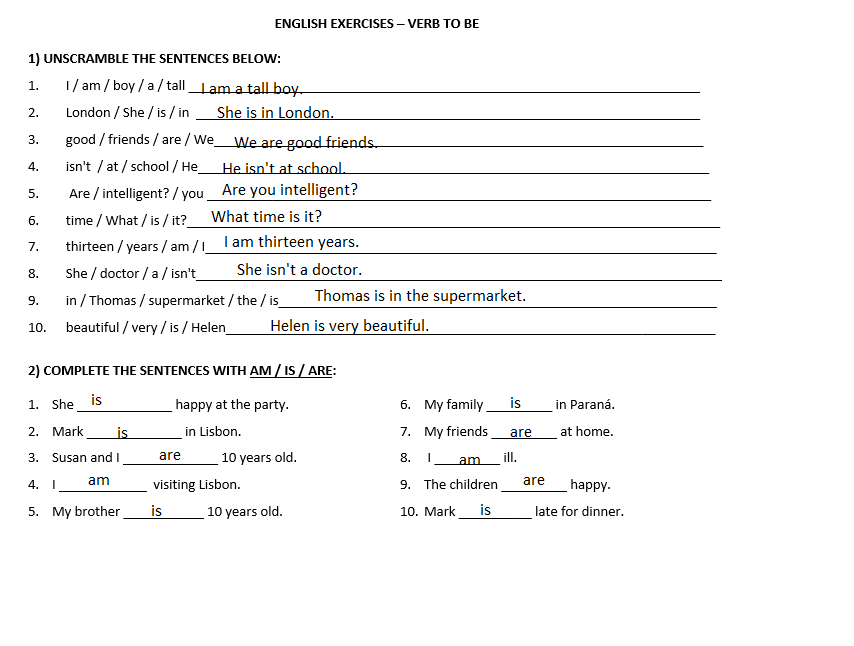 ENGLISH EXERCISES – VERB TO BE
1) UNSCRAMBLE THE SENTENCES BELOW:
1. I / am / boy / a / tall I am a tall boy.
2. London / She / is / in She is in London.
3. good / friends / are / We We are good friends.
4. isn't / at / school / He He isn't at school.
5. Are / intelligent? / you Are you intelligent?
6. time / What / is / it? What time is it?
7. thirteen / years / am / I I am thirteen years.
8. She / doctor / a / isn't She isn't a doctor.
9. in / Thomas / supermarket / the / is Thomas is in the supermarket.
10. beautiful / very / is / Helen Helen is very beautiful.
2) COMPLETE THE SENTENCES WITH AM / IS / ARE:
1. She is happy at the party.
2. Mark is in Lisbon.
3. Susan and I are 10 years old.
4. I am visiting Lisbon.
5. My brother is 10 years old.
6. My family is in Paraná.
7. My friends are at home.
8. I am ill.
9. The children are happy.
10. Mark is late for dinner.